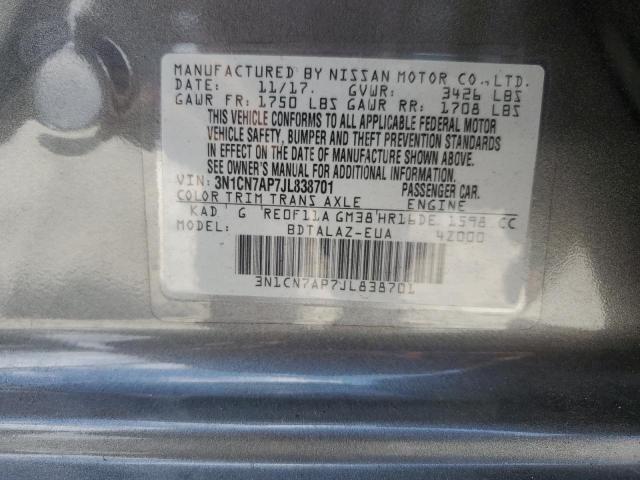 MANUFACTURED BY NISSAN MOTOR CO.,LTD.
DATE: 11/17. GVWR: 3426 LBS
GAWR FR: 1750 LBS GAWR RR: 1708 LBS
THIS VEHICLE CONFORMS TO ALL APPLICABLE FEDERAL MOTOR
VEHICLE SAFETY, BUMPER AND THEFT PREVENTION STANDARDS
IN EFFECT ON THE DATE OF MANUFACTURE SHOWN ABOVE.
SEE OWNER'S MANUAL FOR ADDITIONAL INFORMATION.
VIN: 3N1CN7AP7JL838701 PASSENGER CAR.
COLOR TRIM TRANS AXLE ENGINE
KAD G RE0F11A GM38 HR16DE 1598 CC
MODEL: BDTALAZ-EUA 4Z000
3N1CN7AP7JL838701